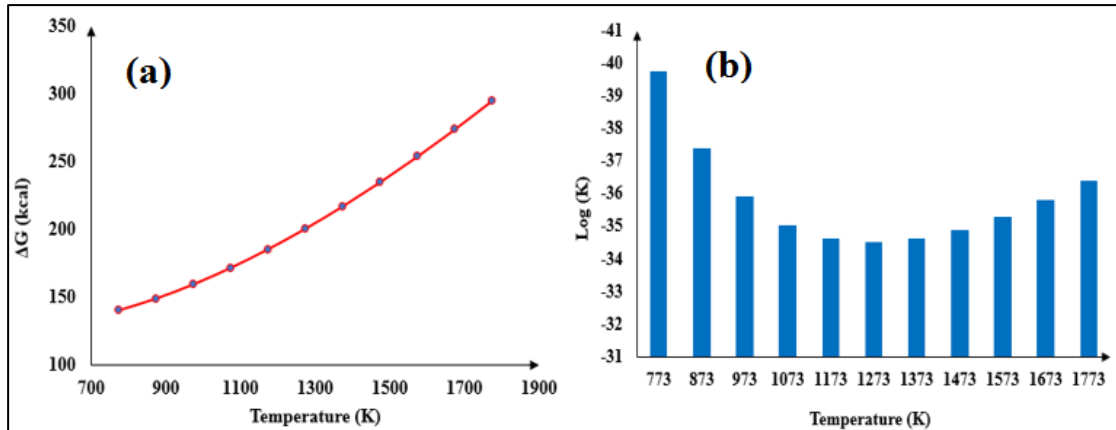 (a)
350
300
250
200
150
100
ΔG (kcal)
700 900 1100 1300 1500 1700 1900
Temperature (K)
(b)
-41
-40
-39
-38
-37
-36
-35
-34
-33
-32
-31
Log (K)
773 873 973 1073 1173 1273 1373 1473 1573 1673 1773
Temperature (K)